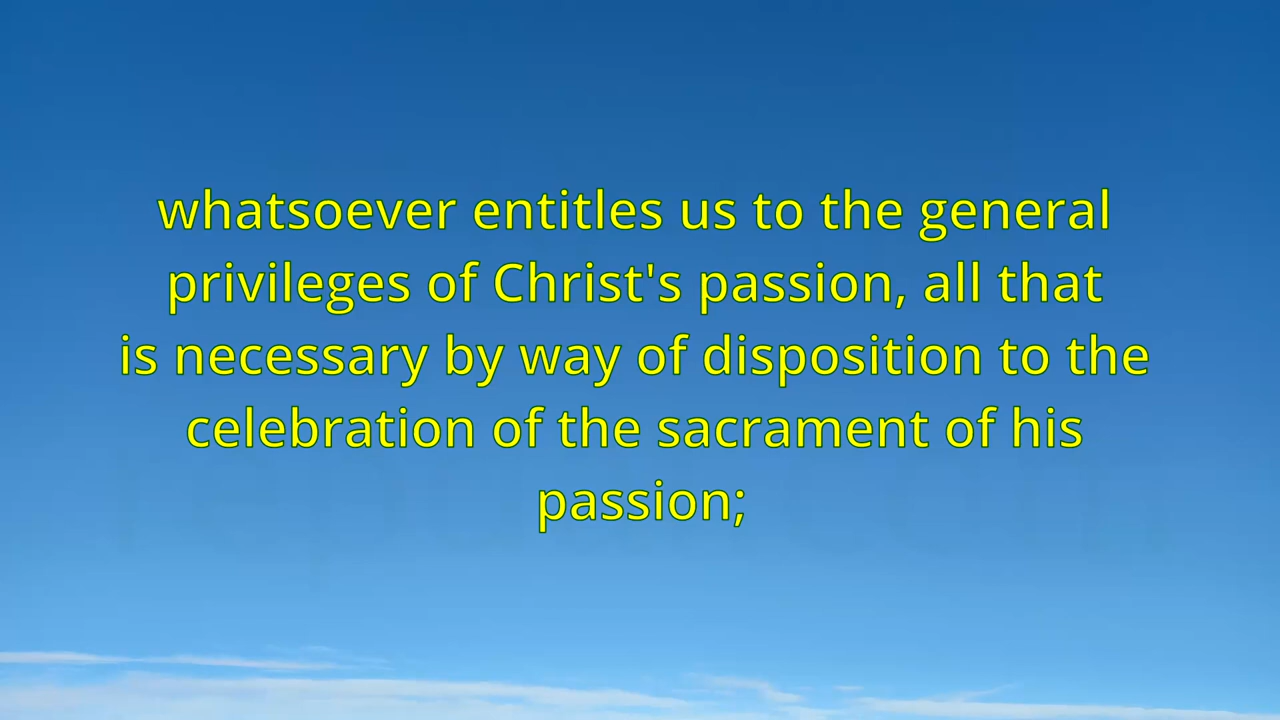 whatsoever entitles us to the general
privileges of Christ's passion, all that
is necessary by way of disposition to the
celebration of the sacrament of his
passion;